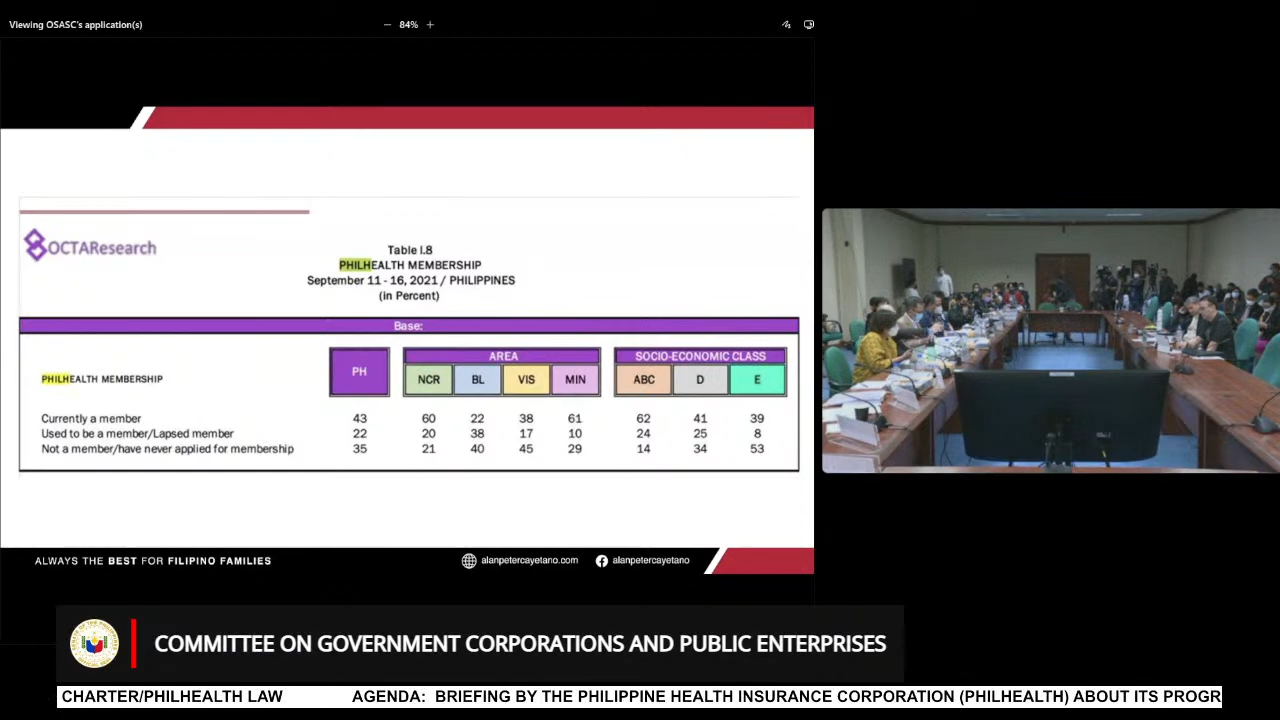 Viewing OSASC's application(s)
— 84% +
OCTAResearch
Table I.8
PHILHEALTH MEMBERSHIP
September 11 - 16, 2021 / PHILIPPINES
(in Percent)
Base:
PHILHEALTH MEMBERSHIP
PH
AREA
SOCIO-ECONOMIC CLASS
NCR BL VIS MIN ABC D E
Currently a member 43 60 22 38 61 62 41 39
Used to be a member/Lapsed member 22 20 38 17 10 24 25 8
Not a member/have never applied for membership 35 21 40 45 29 14 34 53
ALWAYS THE BEST FOR FILIPINO FAMILIES
alanpetercayetano.com alanpetercayetano
COMMITTEE ON GOVERNMENT CORPORATIONS AND PUBLIC ENTERPRISES
CHARTER/PHILHEALTH LAW AGENDA: BRIEFING BY THE PHILIPPINE HEALTH INSURANCE CORPORATION (PHILHEALTH) ABOUT ITS PROGR